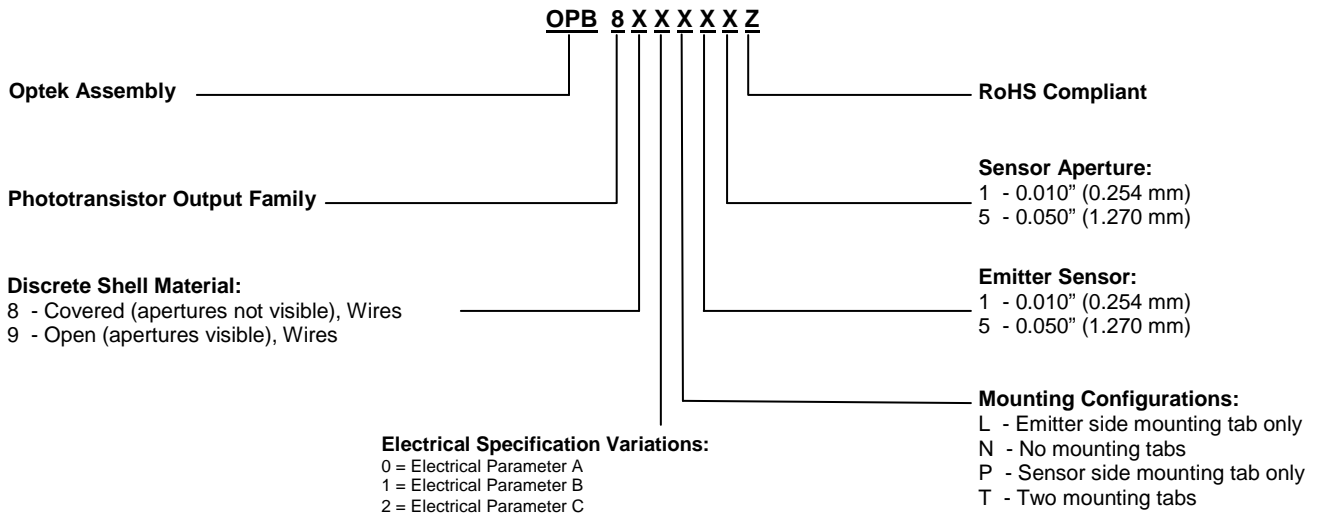 OPB 8 X X X X X Z
Optek Assembly
RoHS Compliant
Phototransistor Output Family
Sensor Aperture:
1 - 0.010” (0.254 mm)
5 - 0.050” (1.270 mm)
Discrete Shell Material:
8 - Covered (apertures not visible), Wires
9 - Open (apertures visible), Wires
Emitter Sensor:
1 - 0.010” (0.254 mm)
5 - 0.050” (1.270 mm)
Electrical Specification Variations:
0 = Electrical Parameter A
1 = Electrical Parameter B
2 = Electrical Parameter C
Mounting Configurations:
L - Emitter side mounting tab only
N - No mounting tabs
P - Sensor side mounting tab only
T - Two mounting tabs